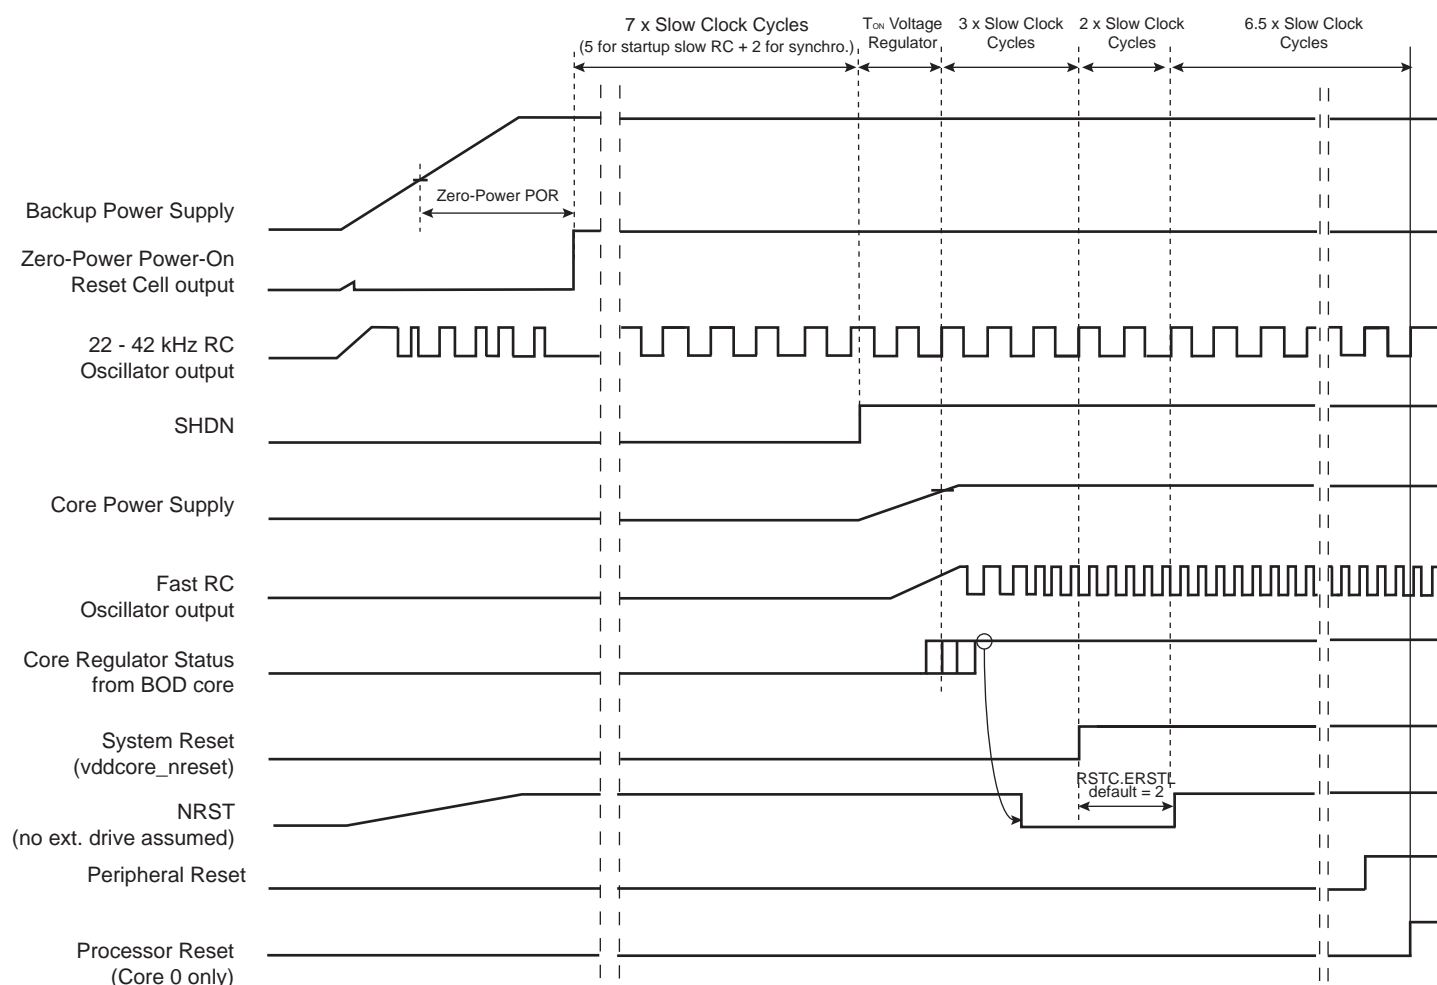 7 x Slow Clock Cycles
(5 for startup slow RC + 2 for synchro.)
TON Voltage
Regulator
3 x Slow Clock
Cycles
2 x Slow Clock
Cycles
6.5 x Slow Clock
Cycles
Zero-Power POR
Backup Power Supply
Zero-Power Power-On
Reset Cell output
22 - 42 kHz RC
Oscillator output
SHDN
Core Power Supply
Fast RC
Oscillator output
Core Regulator Status
from BOD core
System Reset
(vddcore_nreset)
RSTC.ERSTL
default = 2
NRST
(no ext. drive assumed)
Peripheral Reset
Processor Reset
(Core 0 only)